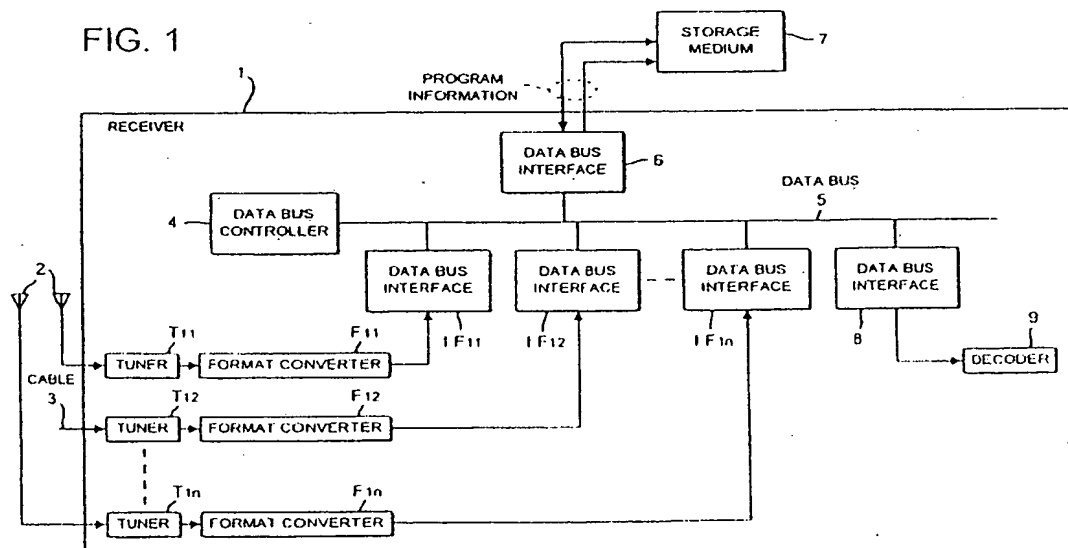 FIG. 1
STORAGE
MEDIUM
7
1
PROGRAM
INFORMATION
RECEIVER
DATA BUS
INTERFACE
6
DATA BUS
5
4
DATA BUS
CONTROLLER
DATA BUS
INTERFACE
DATA BUS
INTERFACE
DATA BUS
INTERFACE
DATA BUS
INTERFACE
2
IF11
IF12
IF1n
8
9
DECODER
T11
F11
TUNER
FORMAT CONVERTER
CABLE
3
T12
F12
TUNER
FORMAT CONVERTER
T1n
F1n
TUNER
FORMAT CONVERTER